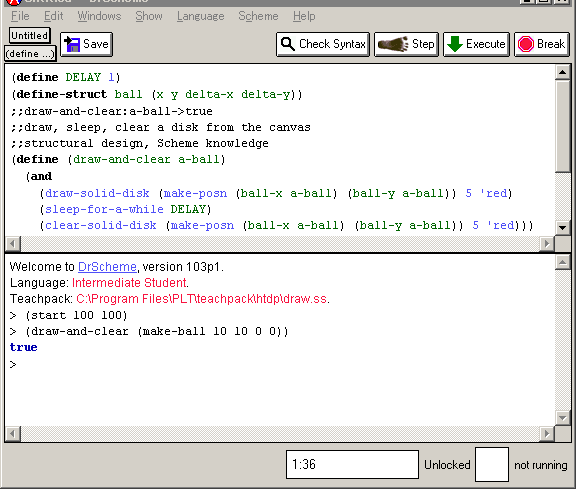 File Edit Windows Show Language Scheme Help
Untitled
(define ...)
Save
Check Syntax
Step
Execute
Break
(define DELAY 1)
(define-struct ball (x y delta-x delta-y))
;;draw-and-clear:a-ball->true
;;draw, sleep, clear a disk from the canvas
;;structural design, Scheme knowledge
(define (draw-and-clear a-ball)
(and
(draw-solid-disk (make-posn (ball-x a-ball) (ball-y a-ball)) 5 'red)
(sleep-for-a-while DELAY)
(clear-solid-disk (make-posn (ball-x a-ball) (ball-y a-ball)) 5 'red)))
Welcome to DrScheme, version 103p1.
Language: Intermediate Student.
Teachpack: C:\Program Files\PLT\teachpack\htdp\draw.ss.
> (start 100 100)
> (draw-and-clear (make-ball 10 10 0 0))
true
>
1:36 Unlocked not running